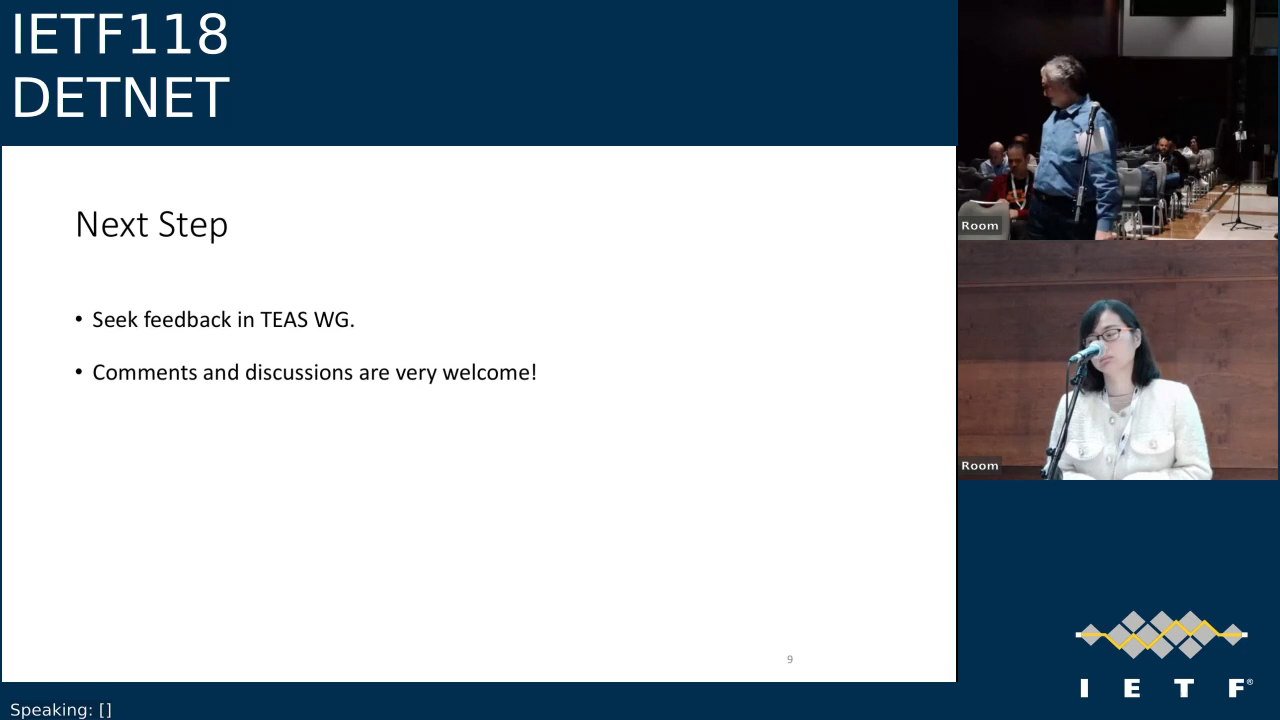 IETF118
DETNET
Next Step
• Seek feedback in TEAS WG.
• Comments and discussions are very welcome!
9
Room
Room
I E T F®
Speaking: []